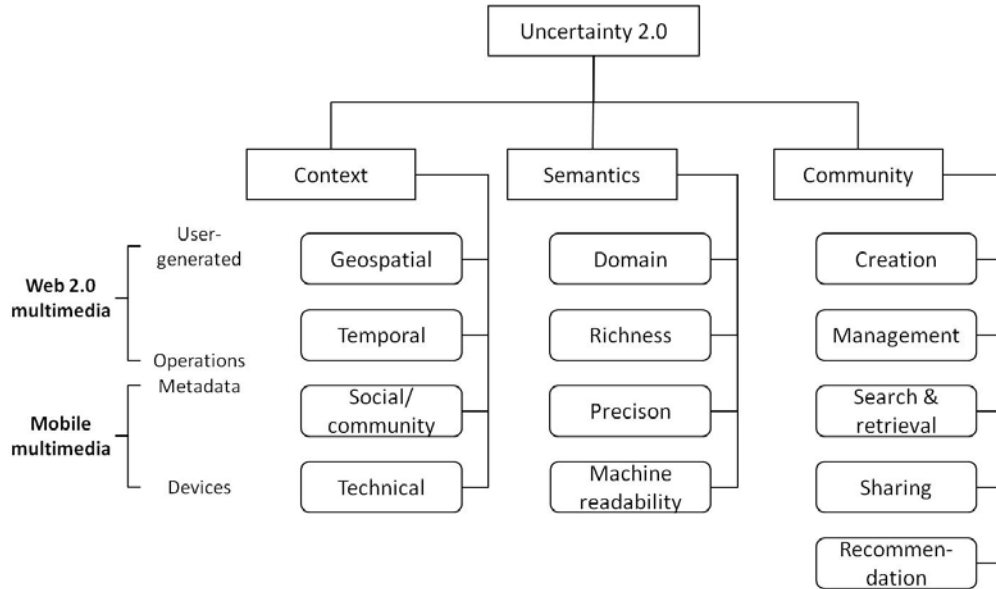 Uncertainty 2.0
Context
Semantics
Community
User-
generated
Web 2.0
multimedia
Operations
Metadata
Mobile
multimedia
Devices
Geospatial
Temporal
Social/
community
Technical
Domain
Richness
Precison
Machine
readability
Creation
Management
Search &
retrieval
Sharing
Recommen-
dation